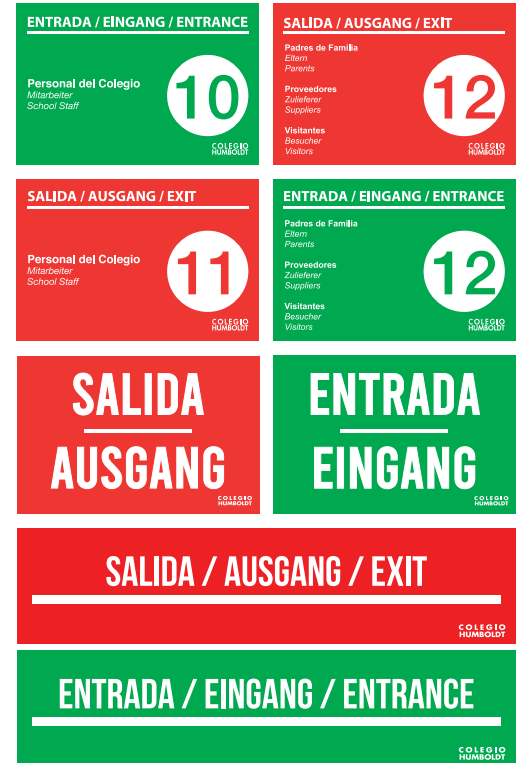 ENTRADA / EINGANG / ENTRANCE
Personal del Colegio
Mitarbeiter
School Staff
10
COLEGIO
HUMBOLDT
SALIDA / AUSGANG / EXIT
Padres de Familia
Eltern
Parents
Proveedores
Zulieferer
Suppliers
Visitantes
Besucher
Visitors
12
COLEGIO
HUMBOLDT
SALIDA / AUSGANG / EXIT
Personal del Colegio
Mitarbeiter
School Staff
11
COLEGIO
HUMBOLDT
ENTRADA / EINGANG / ENTRANCE
Padres de Familia
Eltern
Parents
Proveedores
Zulieferer
Suppliers
Visitantes
Besucher
Visitors
12
COLEGIO
HUMBOLDT
SALIDA
AUSGANG
COLEGIO
HUMBOLDT
ENTRADA
EINGANG
COLEGIO
HUMBOLDT
SALIDA / AUSGANG / EXIT
COLEGIO
HUMBOLDT
ENTRADA / EINGANG / ENTRANCE
COLEGIO
HUMBOLDT